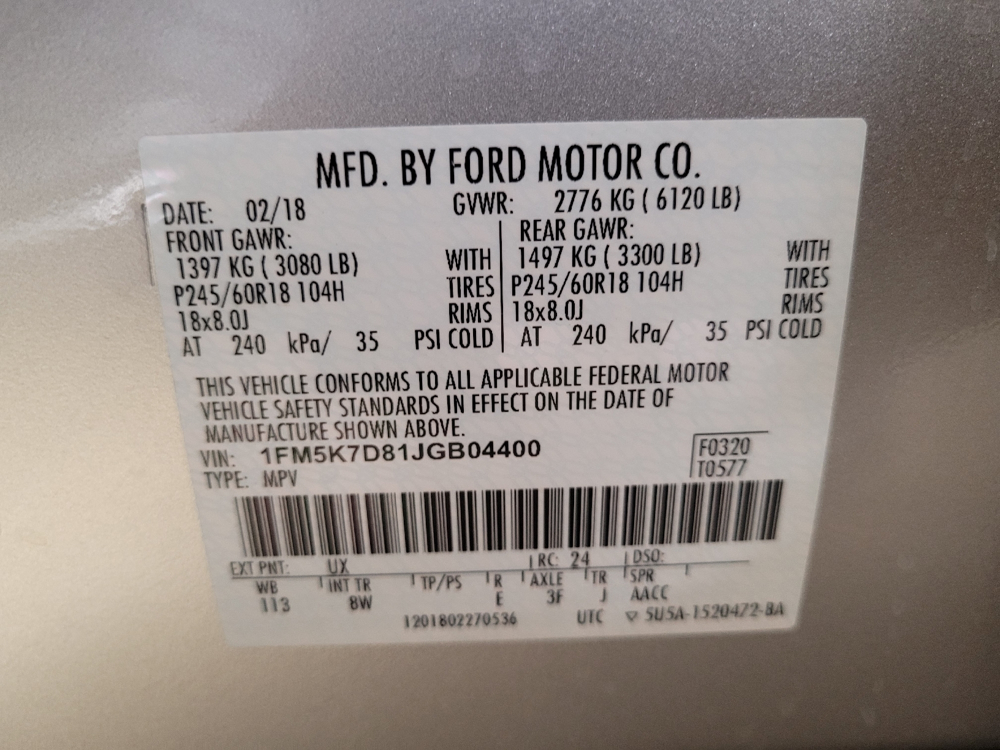 MFD. BY FORD MOTOR CO.
DATE: 02/18 GVWR: 2776 KG ( 6120 LB)
FRONT GAWR: REAR GAWR:
1397 KG ( 3080 LB) WITH 1497 KG ( 3300 LB) WITH
P245/60R18 104H TIRES P245/60R18 104H TIRES
18x8.0J RIMS 18x8.0J RIMS
AT 240 kPa/ 35 PSI COLD AT 240 kPa/ 35 PSI COLD
THIS VEHICLE CONFORMS TO ALL APPLICABLE FEDERAL MOTOR
VEHICLE SAFETY STANDARDS IN EFFECT ON THE DATE OF
MANUFACTURE SHOWN ABOVE.
VIN: 1FM5K7D81JGB04400 F0320
TYPE: MPV T0577
EXT PNT: UX RC: 24 DSO:
WB INT TR TP/PS R AXLE TR SPR
113 8W E 3F J AACC
1201802270536 UTC ▽ 5U5A-1520472-BA